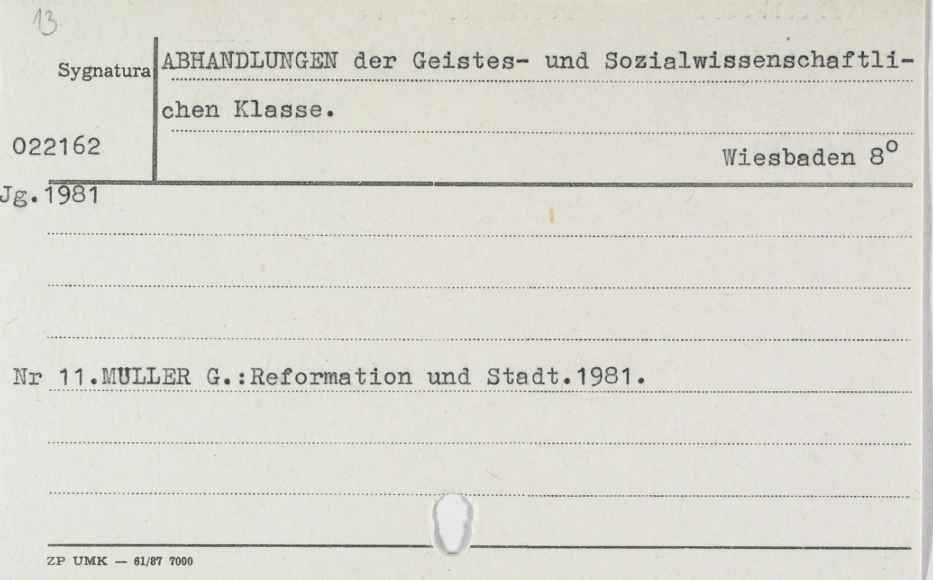 13
Sygnatura
ABHANDLUNGEN der Geistes- und Sozialwissenschaftli-
chen Klasse.
022162
Wiesbaden 8⁰
Jg.1981
Nr 11.MULLER G.:Reformation und Stadt.1981.
ZP UMK — 61/87 7000